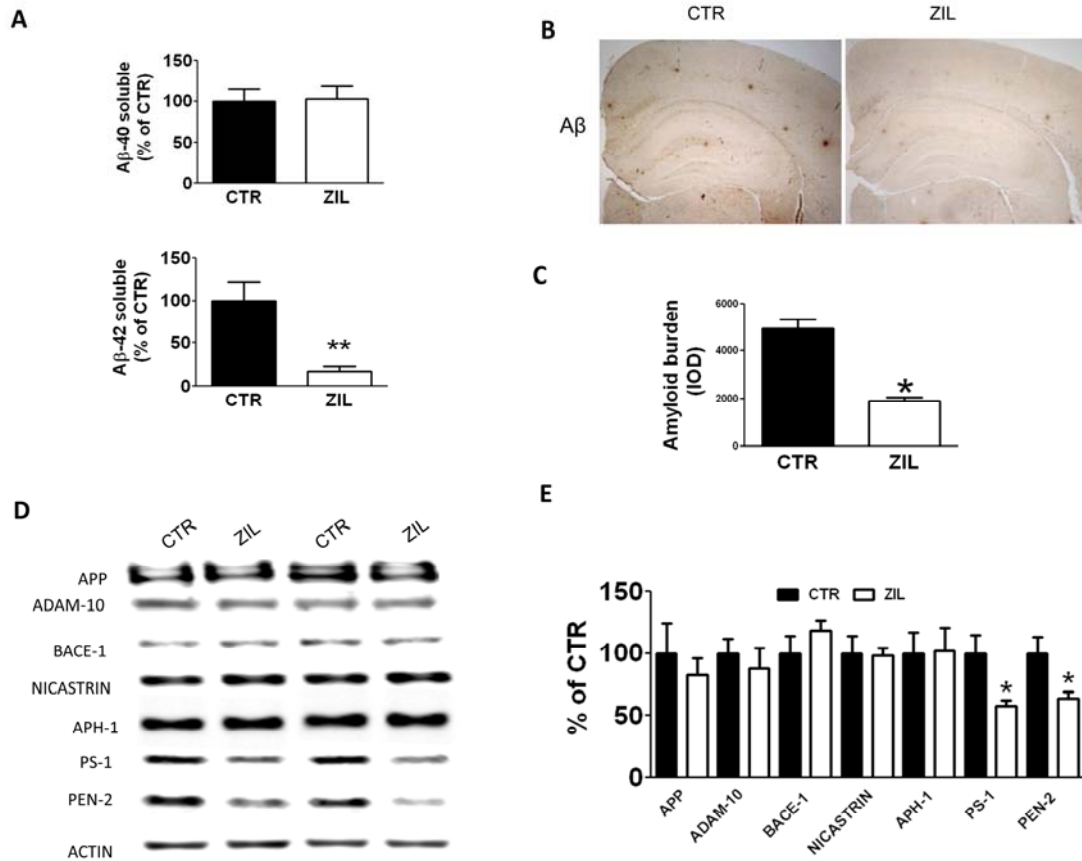 A
Aβ-40 soluble
(% of CTR)
150
100
50
0
CTR ZIL
Aβ-42 soluble
(% of CTR)
150
100
50
0
**
CTR ZIL
B
CTR ZIL
Aβ
C
Amyloid burden
(IOD)
6000
4000
2000
0
*
CTR ZIL
D
CTR ZIL CTR ZIL
APP
ADAM-10
BACE-1
NICASTRIN
APH-1
PS-1
PEN-2
ACTIN
E
% of CTR
150
100
50
0
CTR ZIL
* *
APP ADAM-10 BACE-1 NICASTRIN APH-1 PS-1 PEN-2